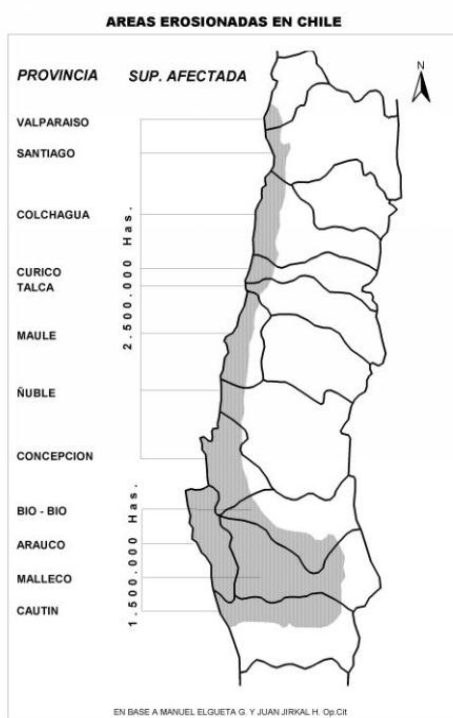 AREAS EROSIONADAS EN CHILE
PROVINCIA SUP. AFECTADA
N
VALPARAISO
SANTIAGO
COLCHAGUA
CURICO
TALCA
2.500.000 Has.
MAULE
ÑUBLE
CONCEPCION
BIO - BIO
ARAUCO
1.500.000 Has.
MALLECO
CAUTIN
EN BASE A MANUEL ELGUETA G. Y JUAN JIRKAL H. Op.Cit